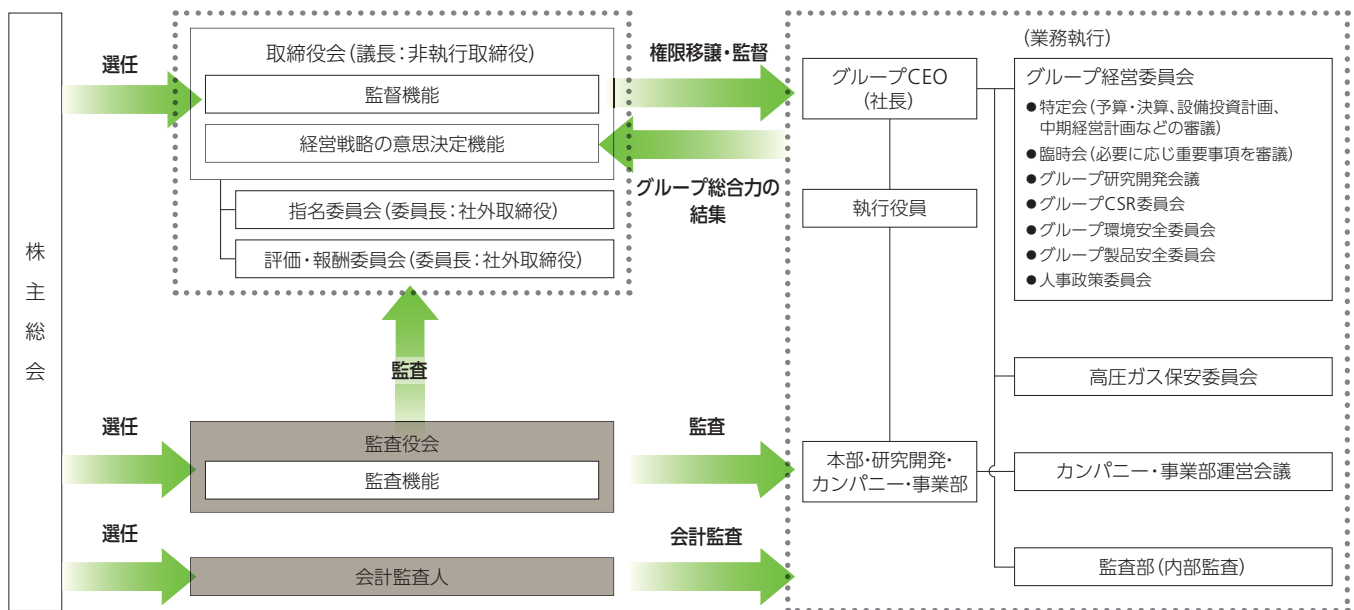 株主総会
選任
取締役会（議長：非執行取締役）
監督機能
経営戦略の意思決定機能
指名委員会（委員長：社外取締役）
評価・報酬委員会（委員長：社外取締役）
監査
選任
監査役会
監査機能
選任
会計監査人
権限移譲・監督
グループ総合力の
結集
監査
会計監査
（業務執行）
グループCEO
（社長）
執行役員
本部・研究開発・
カンパニー・事業部
グループ経営委員会
●特定会（予算・決算、設備投資計画、
中期経営計画などの審議）
●臨時会（必要に応じ重要事項を審議）
●グループ研究開発会議
●グループCSR委員会
●グループ環境安全委員会
●グループ製品安全委員会
●人事政策委員会
高圧ガス保安委員会
カンパニー・事業部運営会議
監査部（内部監査）